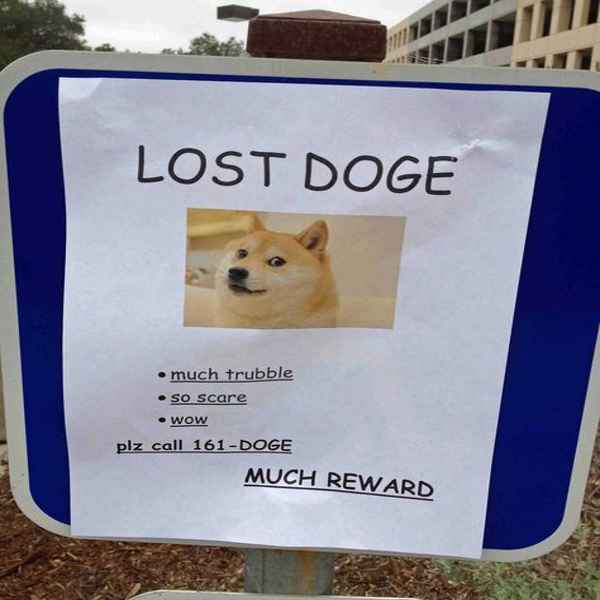 LOST DOGE
• much trubble
• so scare
• wow
plz call 161-DOGE
MUCH REWARD